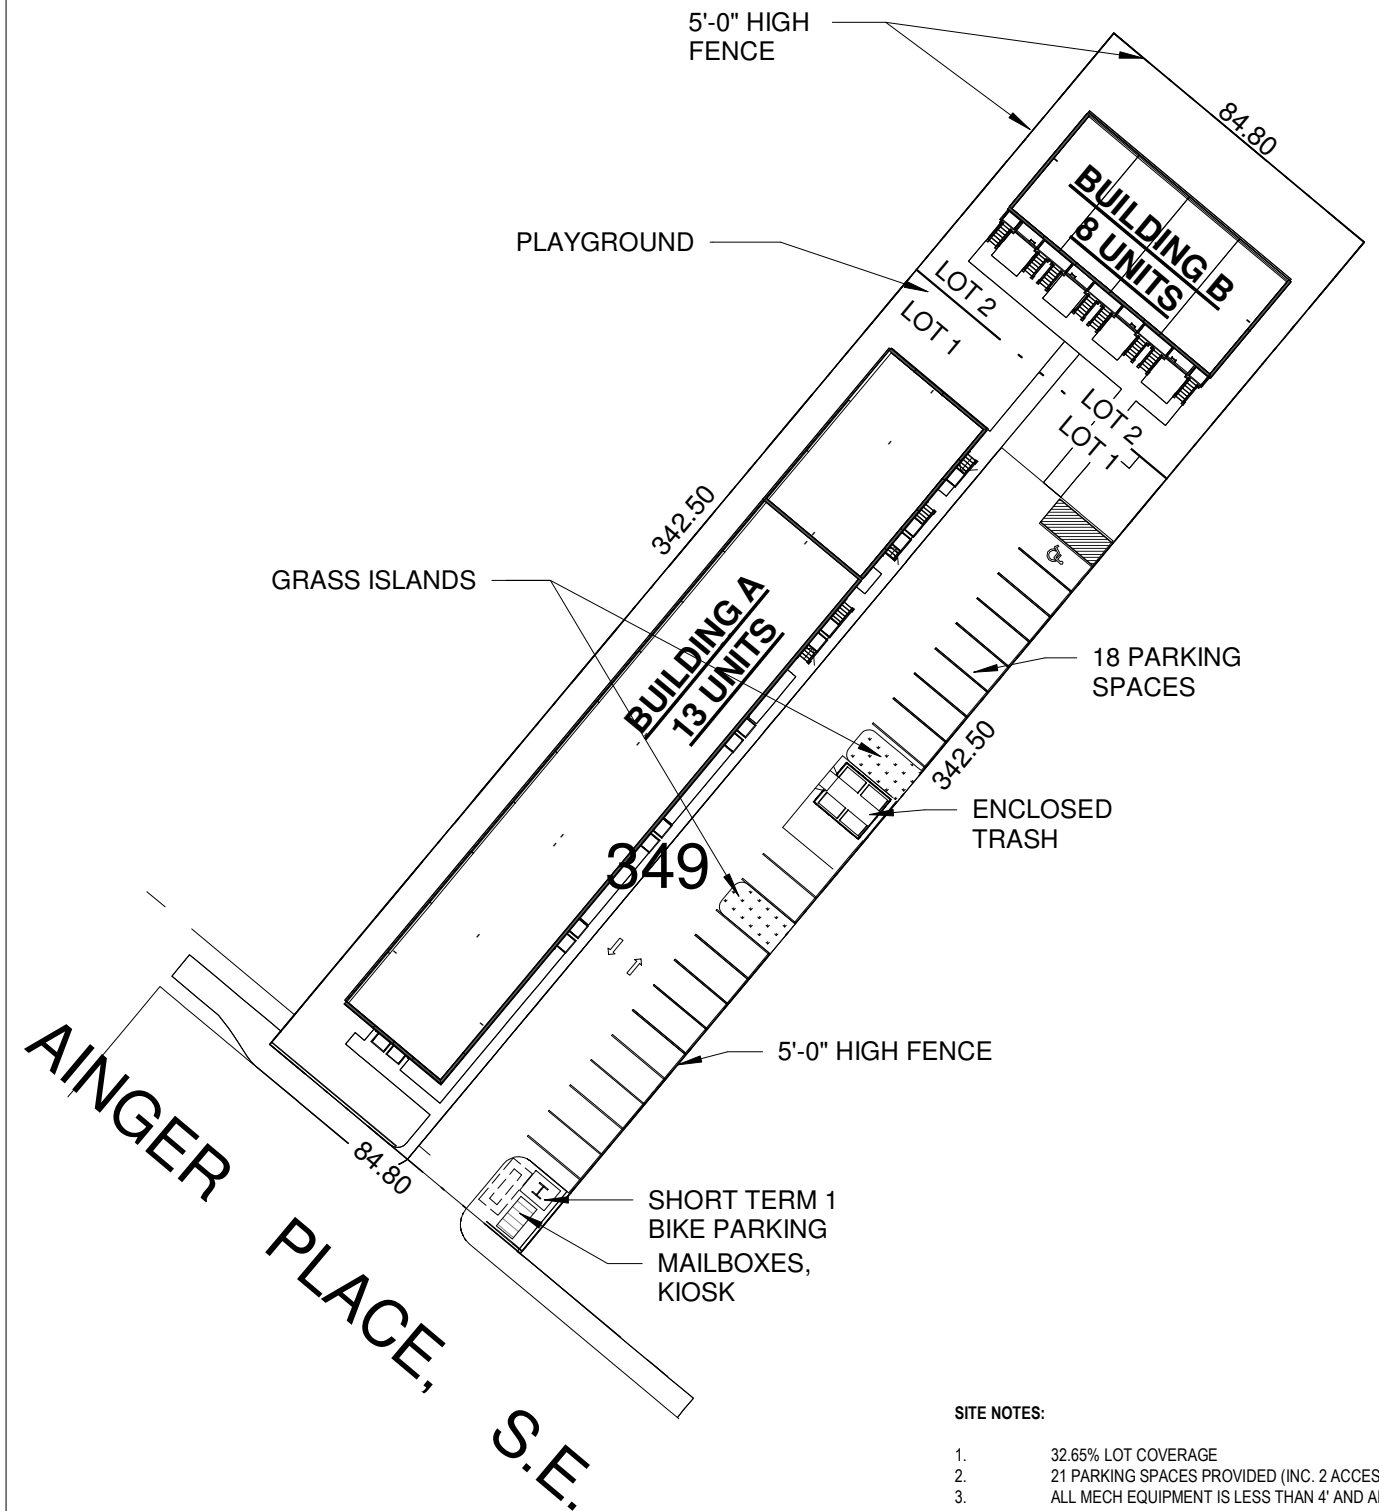 5'-0" HIGH
FENCE
84.80
BUILDING B
8 UNITS
PLAYGROUND
LOT 2
LOT 1
LOT 2
LOT 1
342.50
GRASS ISLANDS
BUILDING A
13 UNITS
18 PARKING
SPACES
342.50
ENCLOSED
TRASH
349
5'-0" HIGH FENCE
AINGER PLACE, S.E.
84.80
SHORT TERM 1
BIKE PARKING
MAILBOXES,
KIOSK
SITE NOTES:
1. 32.65% LOT COVERAGE
2. 21 PARKING SPACES PROVIDED (INC. 2 ACCES
3. ALL MECH EQUIPMENT IS LESS THAN 4' AND